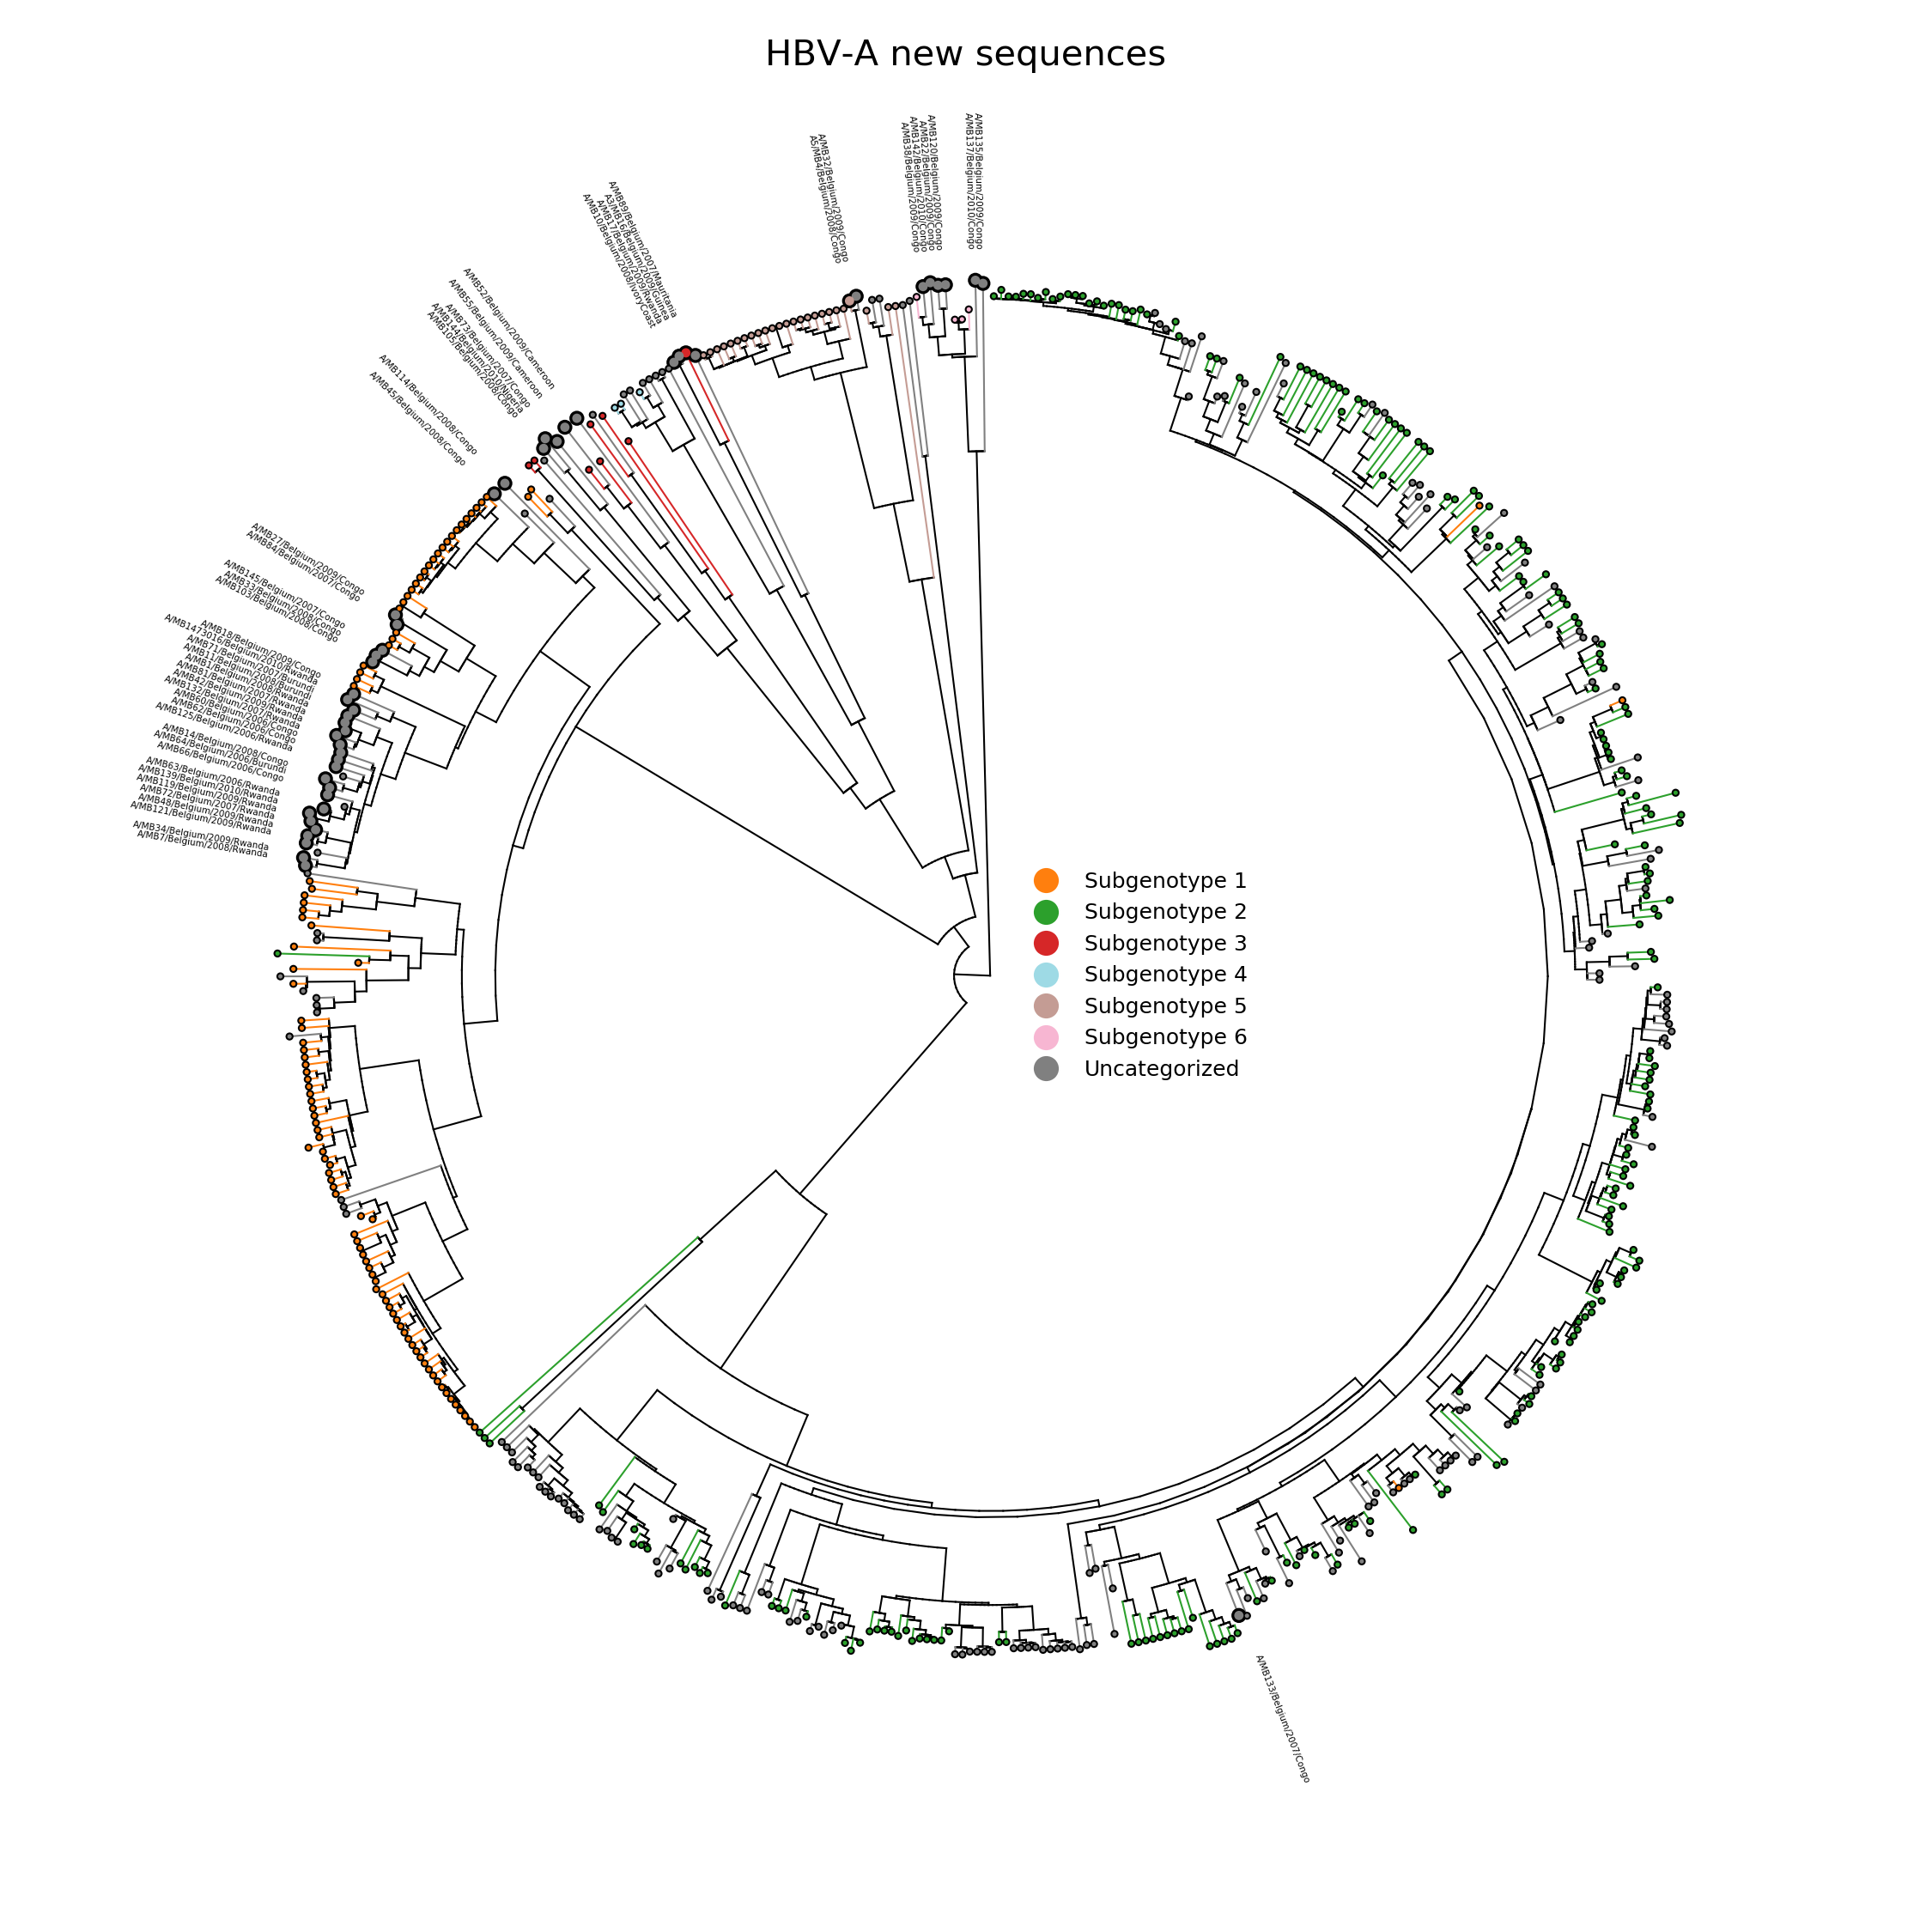 HBV-A new sequences
A/MB135/Belgium/2009/Congo
A/MB137/Belgium/2010/Congo
A/MB120/Belgium/2009/Congo
A/MB22/Belgium/2009/Congo
A/MB142/Belgium/2010/Congo
A/MB38/Belgium/2009/Congo
A/MB32/Belgium/2009/Congo
A5/MB4/Belgium/2008/Congo
A/MB89/Belgium/2007/Mauritania
A3/MB16/Belgium/2009/Guinea
A/MB17/Belgium/2009/Rwanda
A/MB10/Belgium/2008/IvoryCoast
A/MB52/Belgium/2009/Cameroon
A/MB55/Belgium/2009/Cameroon
A/MB73/Belgium/2007/Congo
A/MB144/Belgium/2010/Nigeria
A/MB105/Belgium/2008/Congo
A/MB114/Belgium/2008/Congo
A/MB45/Belgium/2008/Congo
A/MB27/Belgium/2009/Congo
A/MB84/Belgium/2007/Congo
A/MB145/Belgium/2007/Congo
A/MB33/Belgium/2008/Congo
A/MB103/Belgium/2008/Congo
A/MB18/Belgium/2009/Congo
A/MB1473016/Belgium/2010/Rwanda
A/MB71/Belgium/2007/Burundi
A/MB11/Belgium/2008/Burundi
A/MB1/Belgium/2008/Rwanda
A/MB81/Belgium/2007/Rwanda
A/MB42/Belgium/2009/Rwanda
A/MB132/Belgium/2007/Rwanda
A/MB60/Belgium/2006/Congo
A/MB62/Belgium/2006/Congo
A/MB125/Belgium/2006/Rwanda
A/MB14/Belgium/2008/Congo
A/MB64/Belgium/2006/Burundi
A/MB66/Belgium/2006/Congo
A/MB63/Belgium/2006/Rwanda
A/MB139/Belgium/2010/Rwanda
A/MB119/Belgium/2009/Rwanda
A/MB72/Belgium/2007/Rwanda
A/MB48/Belgium/2009/Rwanda
A/MB121/Belgium/2009/Rwanda
A/MB34/Belgium/2009/Rwanda
A/MB7/Belgium/2008/Rwanda
Subgenotype 1
Subgenotype 2
Subgenotype 3
Subgenotype 4
Subgenotype 5
Subgenotype 6
Uncategorized
A/MB133/Belgium/2007/Congo